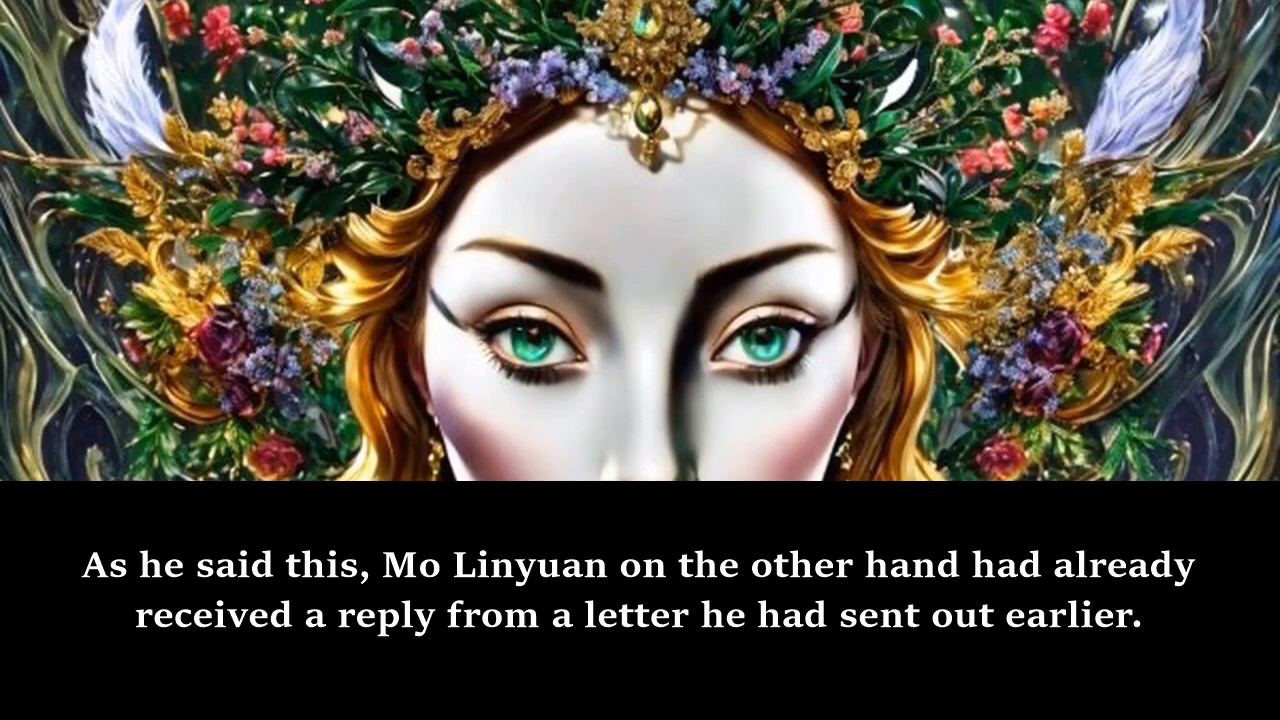 As he said this, Mo Linyuan on the other hand had already
received a reply from a letter he had sent out earlier.